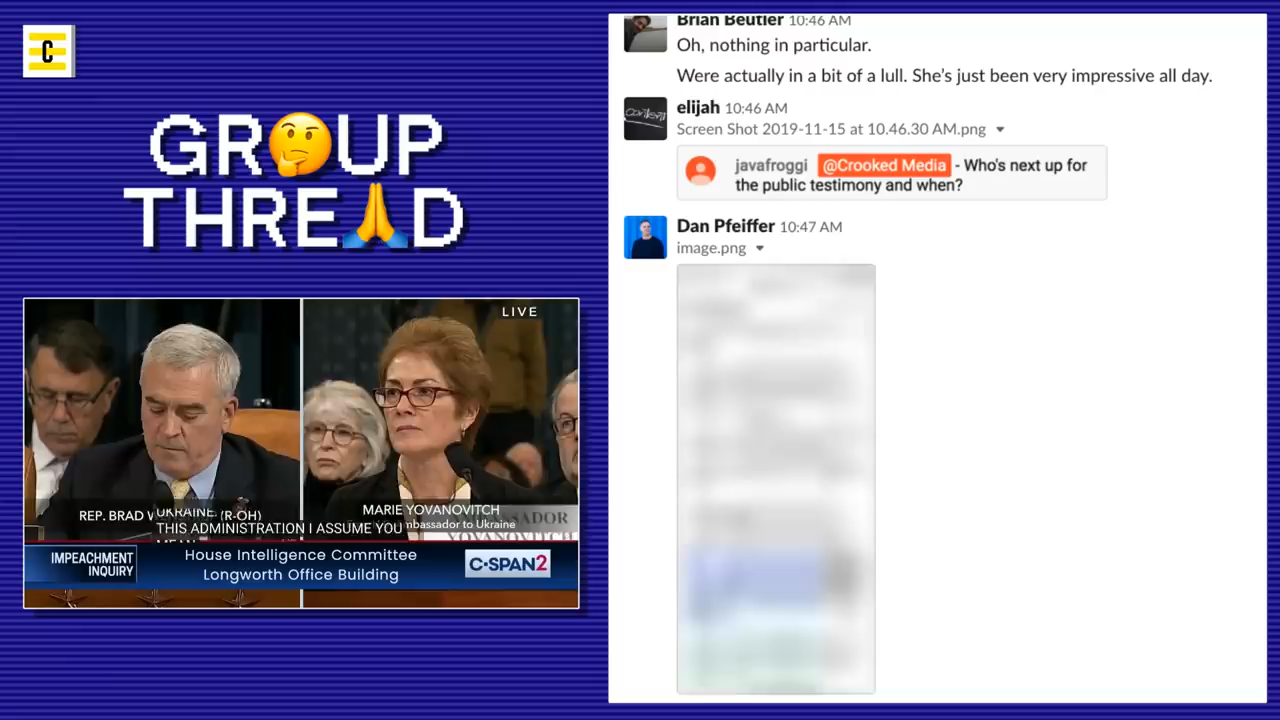 C
GR🤔UP
THRE🙏D
LIVE
REP. BRAD W (R-OH)
UKRAINE.
THIS ADMINISTRATION I ASSUME YOU
MARIE YOVANOVITCH
mbassador to Ukraine
IMPEACHMENT
INQUIRY
House Intelligence Committee
Longworth Office Building
C-SPAN2
Brian Beutler 10:46 AM
Oh, nothing in particular.
Were actually in a bit of a lull. She’s just been very impressive all day.
elijah 10:46 AM
Screen Shot 2019-11-15 at 10.46.30 AM.png
javafroggi @Crooked Media - Who's next up for
the public testimony and when?
Dan Pfeiffer 10:47 AM
image.png